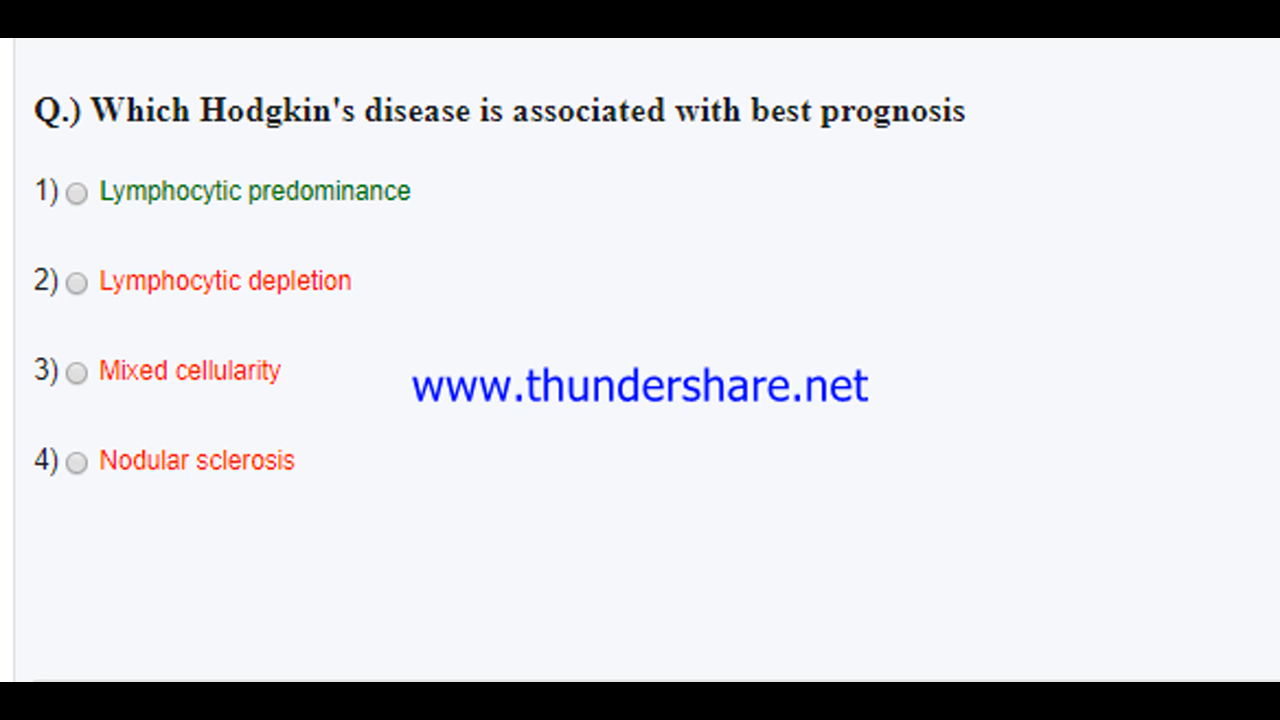 Q.) Which Hodgkin's disease is associated with best prognosis
1) Lymphocytic predominance
2) Lymphocytic depletion
3) Mixed cellularity
www.thundershare.net
4) Nodular sclerosis